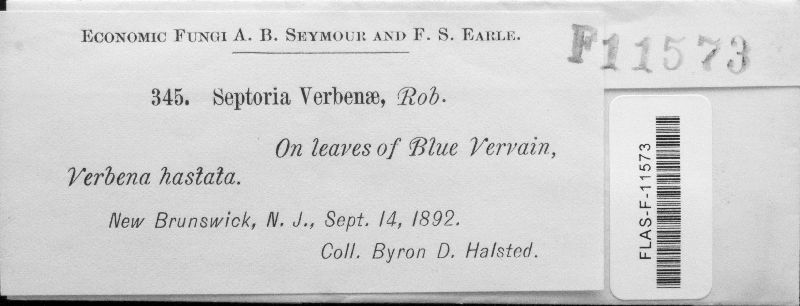 Economic Fungi A. B. Seymour and F. S. Earle.
F11573
345. Septoria Verbenæ, Rob.
On leaves of Blue Vervain,
Verbena hastata.
New Brunswick, N. J., Sept. 14, 1892.
Coll. Byron D. Halsted.
FLAS-F-11573